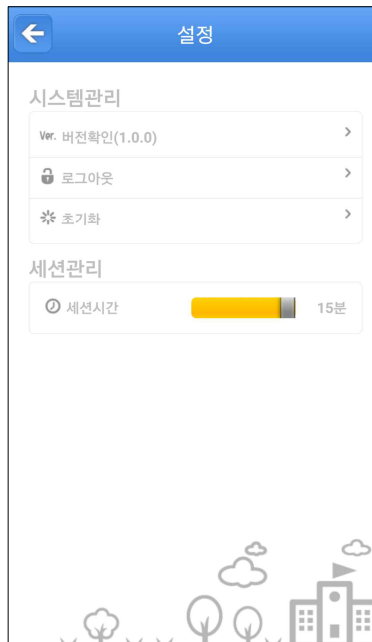 설정
시스템관리
Ver. 버전확인(1.0.0)
로그아웃
초기화
세션관리
세션시간 15분